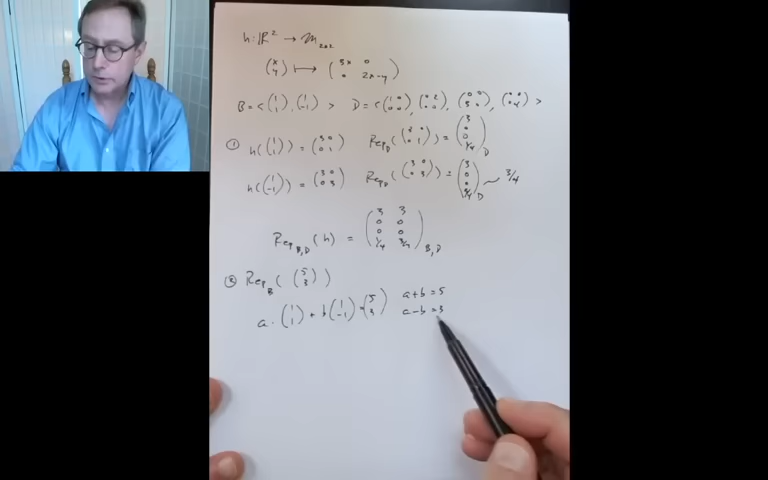 h: ℝ² → M₂ₓ₂
(x y) ↦ (3x 0 0 2x-y)
B = < (1 1), (1 -1) > D = < (1 0 0 0), (0 2 0 0), (0 0 3 0), (0 0 0 4) >
① h((1 1)) = (3 0 0 1) Rep_D((3 0 0 1)) = (3 0 0 1/4)_D
h((1 -1)) = (3 0 0 3) Rep_D((3 0 0 3)) = (3 0 0 3/4)_D 3/4
Rep_B,D(h) = (3 3 0 0 0 0 1/4 3/4)_B,D
② Rep_B((5 3))
a·(1 1) + b(1 -1) = (5 3) a+b=5
a-b=3